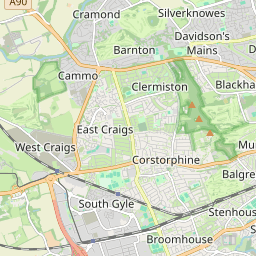 A90
Cramond
Silverknowes
Davidson's
Mains
Barnton
Cammo
Clermiston
Blackha
East Craigs
West Craigs
Corstorphine
Mu
Balgre
South Gyle
Stenhouse
Broomhouse